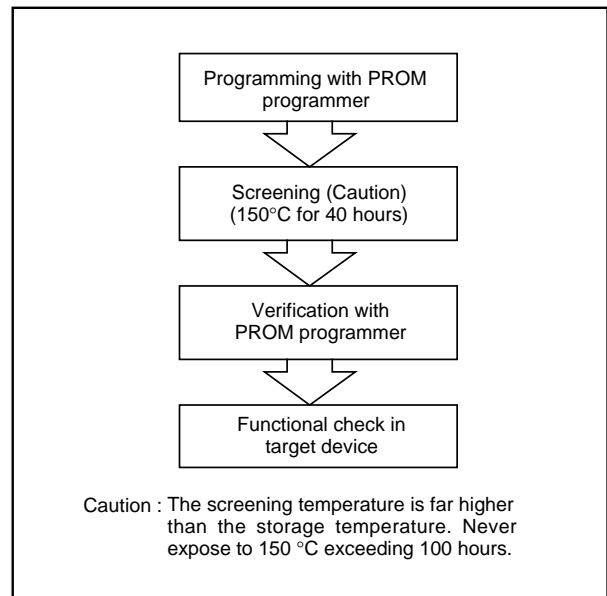 Programming with PROM
programmer
Screening (Caution)
(150°C for 40 hours)
Verification with
PROM programmer
Functional check in
target device
Caution : The screening temperature is far higher
than the storage temperature. Never
expose to 150 °C exceeding 100 hours.